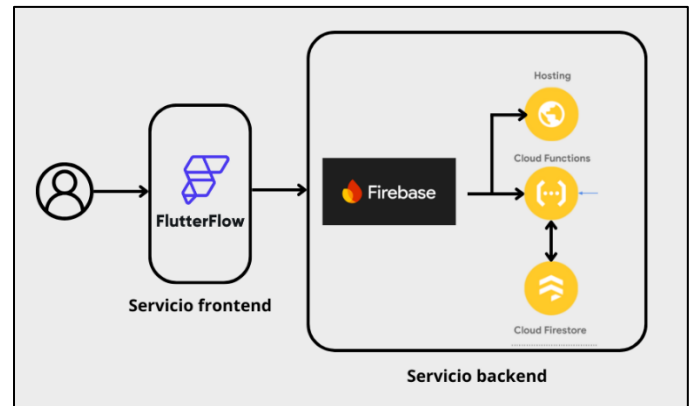 Hosting
Cloud Functions
Firebase
FlutterFlow
Cloud Firestore
Servicio frontend
Servicio backend